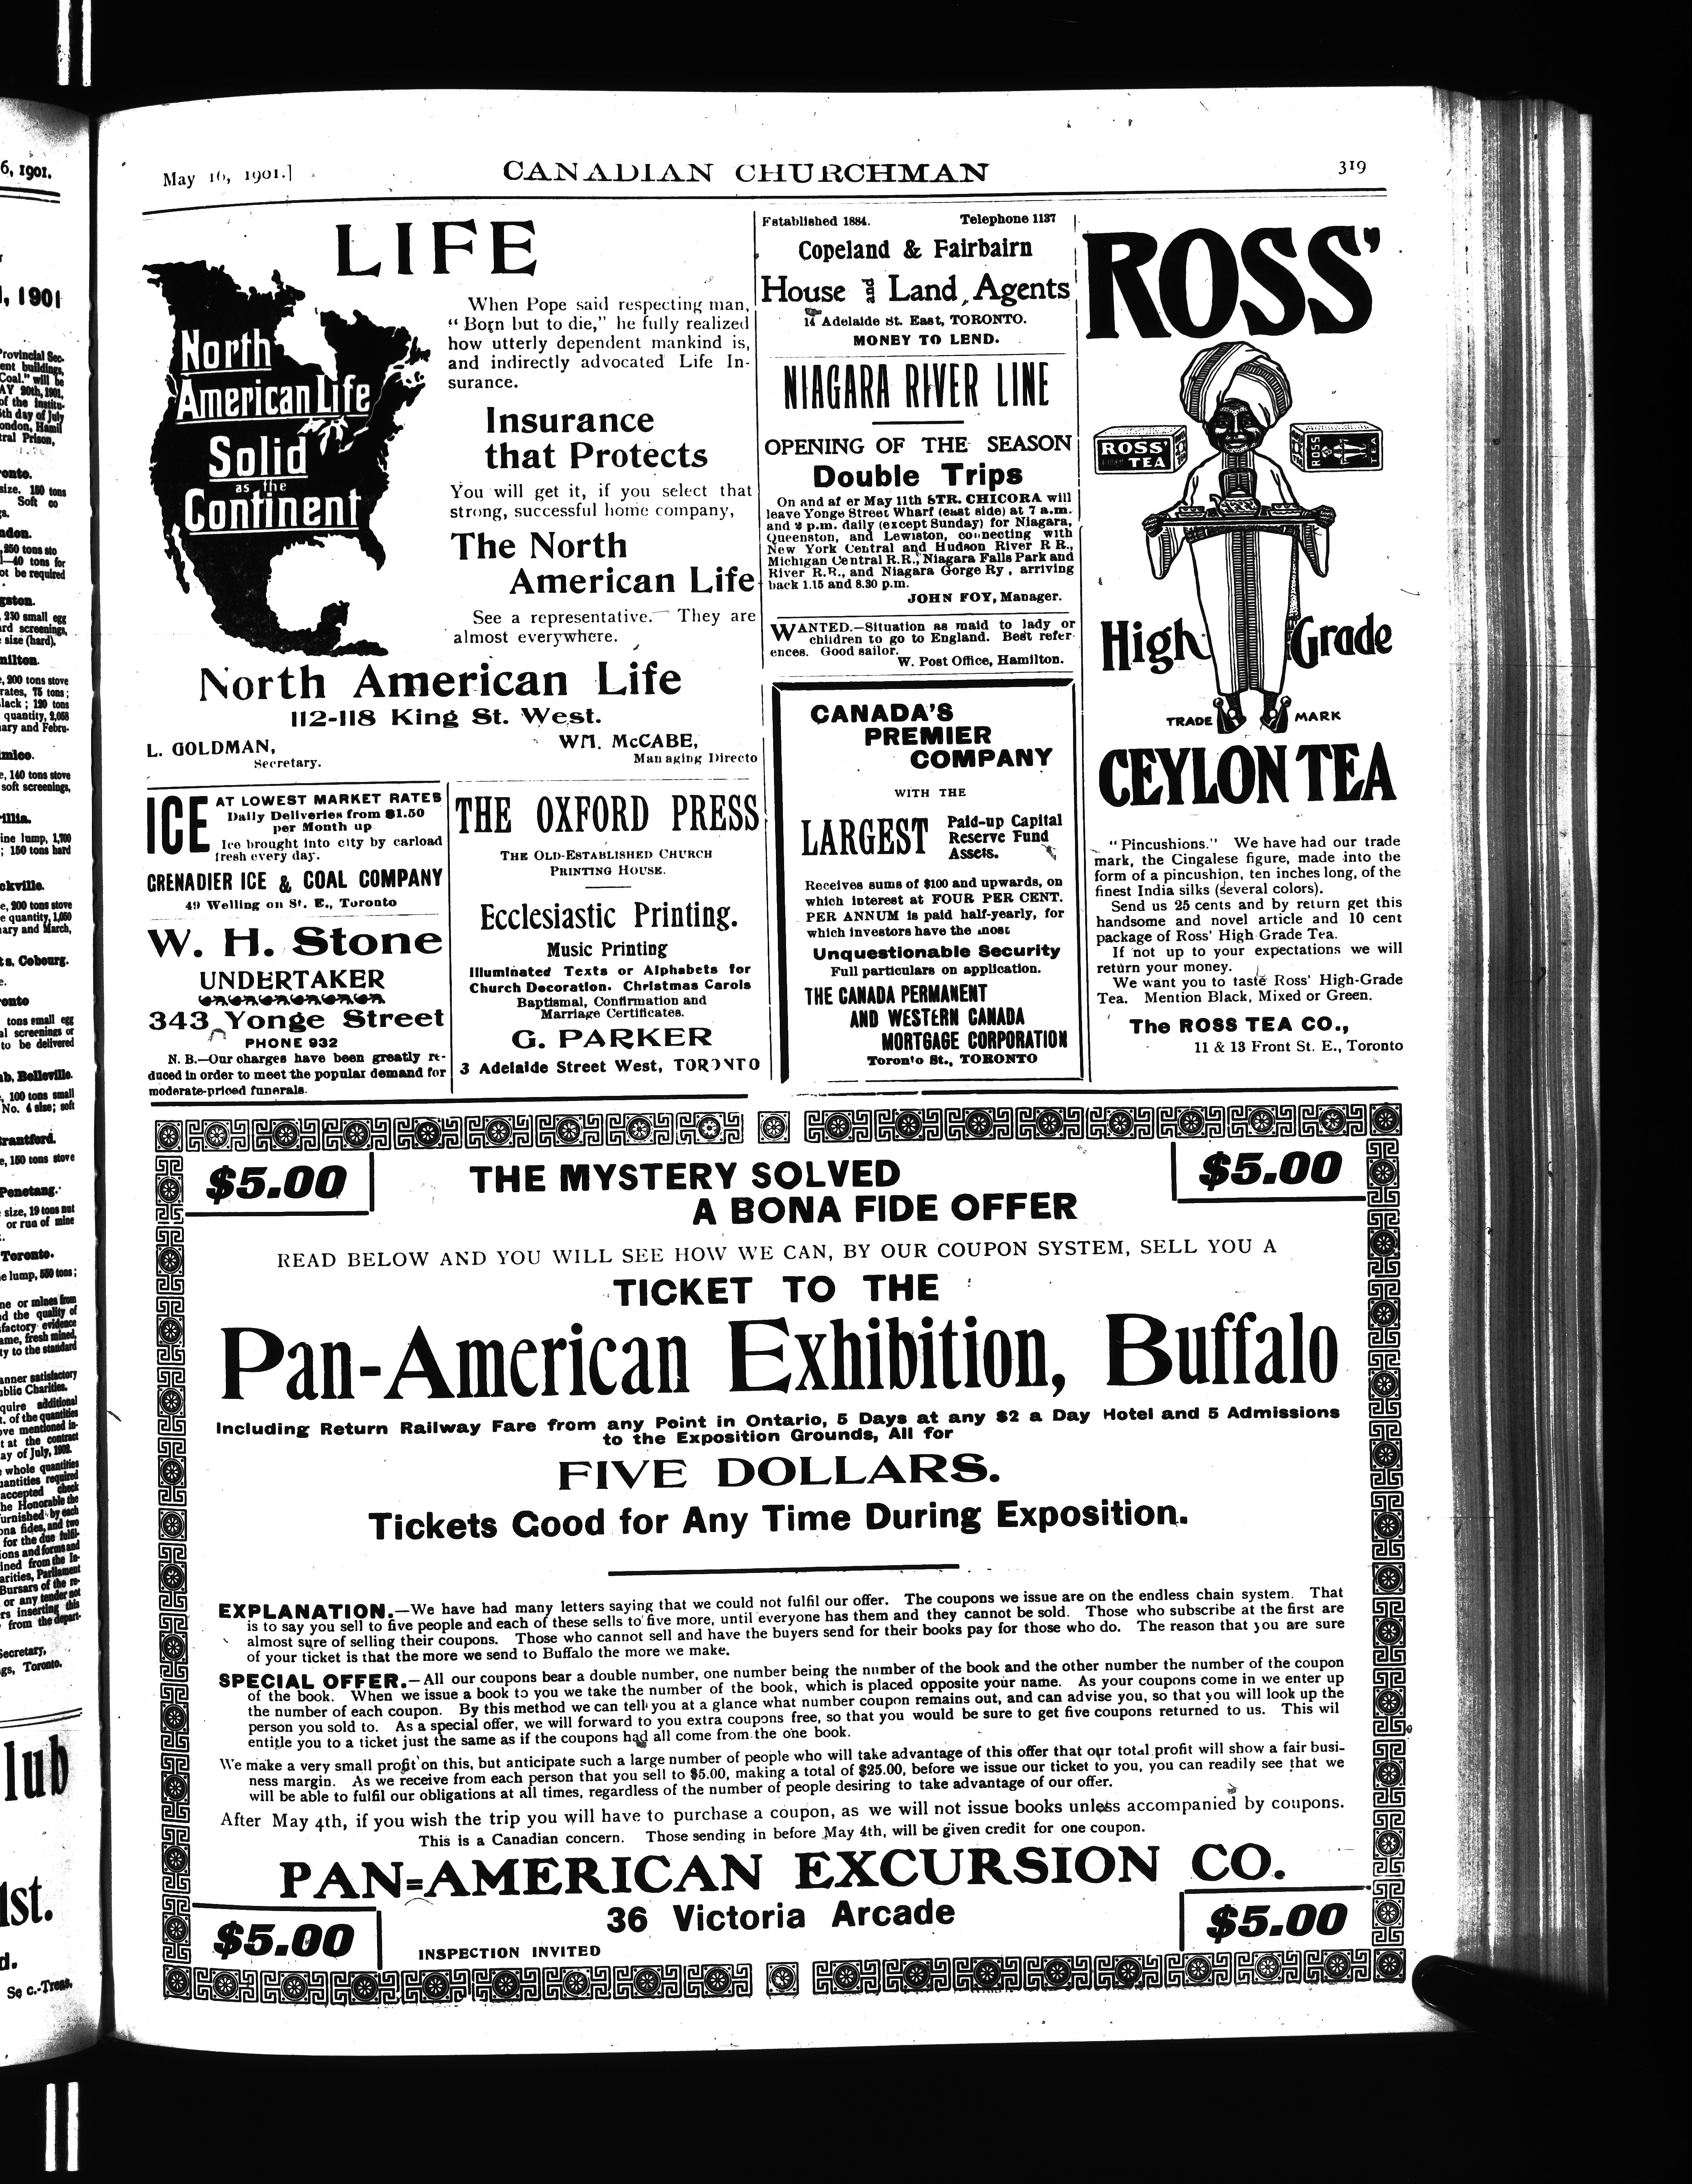 May 16, 1901.]
CANADIAN CHURCHMAN
319
LIFE
North
American Life
Solid
as the
Continent
When Pope said respecting man,
“ Born but to die,” he fully realized
how utterly dependent mankind is,
and indirectly advocated Life In-
surance.
Insurance
that Protects
You will get it, if you select that
strong, successful home company,
The North
American Life
See a representative. They are
almost everywhere.
North American Life
112-118 King St. West.
L. GOLDMAN,
Secretary.
WM. McCABE,
Managing Directo
ICE
AT LOWEST MARKET RATES
Daily Deliveries from $1.50
per Month up
Ice brought into city by carload
fresh every day.
GRENADIER ICE & COAL COMPANY
49 Welling on St. E., Toronto
W. H. Stone
UNDERTAKER
343 Yonge Street
PHONE 932
N. B.—Our charges have been greatly re-
duced in order to meet the popular demand for
moderate-priced funerals.
THE OXFORD PRESS
THE OLD-ESTABLISHED CHURCH
PRINTING HOUSE.
Ecclesiastic Printing.
Music Printing
Illuminated Texts or Alphabets for
Church Decoration. Christmas Carols
Baptismal, Confirmation and
Marriage Certificates.
G. PARKER
3 Adelaide Street West, TORONTO
Established 1884. Telephone 1137
Copeland & Fairbairn
House and Land Agents
14 Adelaide St. East, TORONTO.
MONEY TO LEND.
NIAGARA RIVER LINE
OPENING OF THE SEASON
Double Trips
On and af er May 11th STR. CHICORA will
leave Yonge Street Wharf (east side) at 7 a.m.
and 2 p.m. daily (except Sunday) for Niagara,
Queenston, and Lewiston, connecting with
New York Central and Hudson River R R.,
Michigan Central R.R., Niagara Falls Park and
River R.R., and Niagara Gorge Ry , arriving
back 1.15 and 8.30 p.m.
JOHN FOY, Manager.
WANTED.—Situation as maid to lady or
children to go to England. Best refer-
ences. Good sailor.
W. Post Office, Hamilton.
CANADA'S
PREMIER
COMPANY
WITH THE
LARGEST
Paid-up Capital
Reserve Fund
Assets.
Receives sums of $100 and upwards, on
which interest at FOUR PER CENT.
PER ANNUM is paid half-yearly, for
which investors have the most
Unquestionable Security
Full particulars on application.
THE CANADA PERMANENT
AND WESTERN CANADA
MORTGAGE CORPORATION
Toronto St., TORONTO
ROSS'
ROSS'
TEA
High Grade
TRADE MARK
CEYLON TEA
“Pincushions.” We have had our trade
mark, the Cingalese figure, made into the
form of a pincushion, ten inches long, of the
finest India silks (several colors).
Send us 25 cents and by return get this
handsome and novel article and 10 cent
package of Ross' High Grade Tea.
If not up to your expectations we will
return your money.
We want you to taste Ross' High-Grade
Tea. Mention Black, Mixed or Green.
The ROSS TEA CO.,
11 & 13 Front St. E., Toronto
$5.00
THE MYSTERY SOLVED
A BONA FIDE OFFER
$5.00
READ BELOW AND YOU WILL SEE HOW WE CAN, BY OUR COUPON SYSTEM, SELL YOU A
TICKET TO THE
Pan-American Exhibition, Buffalo
Including Return Railway Fare from any Point in Ontario, 5 Days at any $2 a Day Hotel and 5 Admissions
to the Exposition Grounds, All for
FIVE DOLLARS.
Tickets Good for Any Time During Exposition.
EXPLANATION.—We have had many letters saying that we could not fulfil our offer. The coupons we issue are on the endless chain system. That
is to say you sell to five people and each of these sells to five more, until everyone has them and they cannot be sold. Those who subscribe at the first are
almost sure of selling their coupons. Those who cannot sell and have the buyers send for their books pay for those who do. The reason that you are sure
of your ticket is that the more we send to Buffalo the more we make.
SPECIAL OFFER.—All our coupons bear a double number, one number being the number of the book and the other number the number of the coupon
of the book. When we issue a book to you we take the number of the book, which is placed opposite your name. As your coupons come in we enter up
the number of each coupon. By this method we can tell you at a glance what number coupon remains out, and can advise you, so that you will look up the
person you sold to. As a special offer, we will forward to you extra coupons free, so that you would be sure to get five coupons returned to us. This wil
entitle you to a ticket just the same as if the coupons had all come from the one book.
We make a very small profit on this, but anticipate such a large number of people who will take advantage of this offer that our total profit will show a fair busi-
ness margin. As we receive from each person that you sell to $5.00, making a total of $25.00, before we issue our ticket to you, you can readily see that we
will be able to fulfil our obligations at all times, regardless of the number of people desiring to take advantage of our offer.
After May 4th, if you wish the trip you will have to purchase a coupon, as we will not issue books unless accompanied by coupons.
This is a Canadian concern. Those sending in before May 4th, will be given credit for one coupon.
PAN=AMERICAN EXCURSION CO.
36 Victoria Arcade
$5.00
INSPECTION INVITED
$5.00